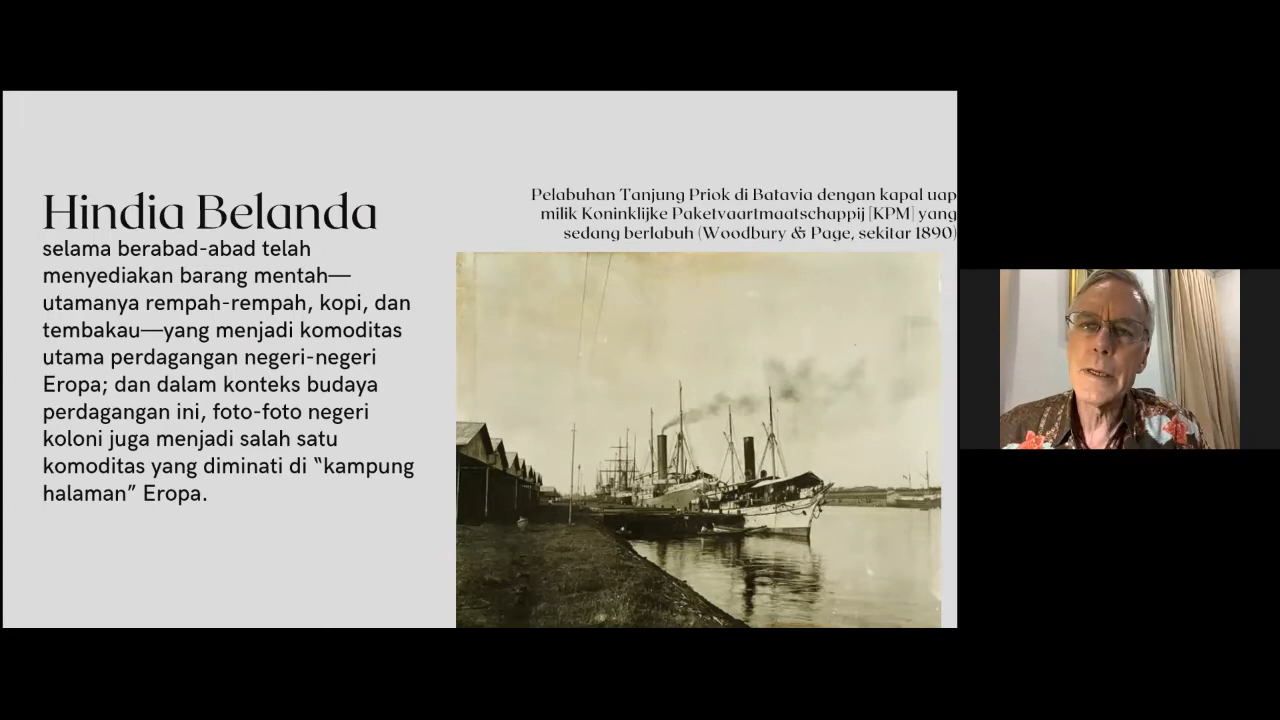 Hindia Belanda
selama berabad-abad telah
menyediakan barang mentah—
utamanya rempah-rempah, kopi, dan
tembakau—yang menjadi komoditas
utama perdagangan negeri-negeri
Eropa; dan dalam konteks budaya
perdagangan ini, foto-foto negeri
koloni juga menjadi salah satu
komoditas yang diminati di “kampung
halaman” Eropa.
Pelabuhan Tanjung Priok di Batavia dengan kapal uap
milik Koninklijke Paketvaartmaatschappij [KPM] yang
sedang berlabuh (Woodbury & Page, sekitar 1890)